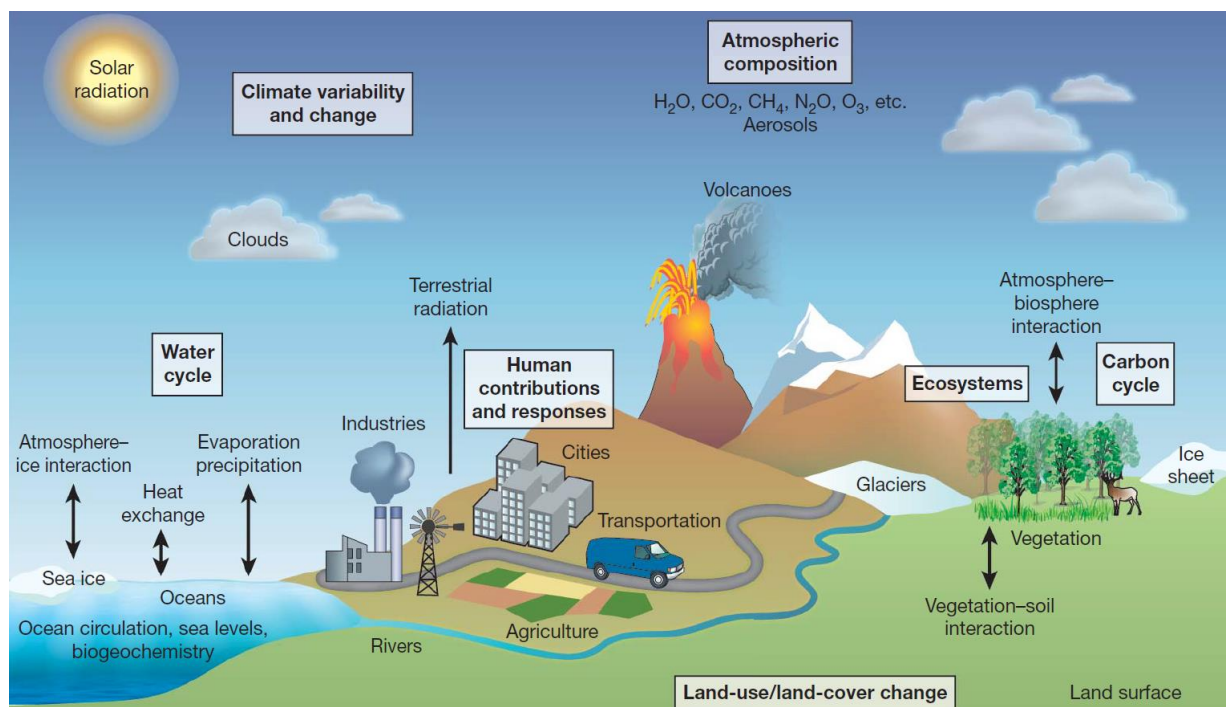 Solar
radiation
Climate variability
and change
Atmospheric
composition
H₂O, CO₂, CH₄, N₂O, O₃, etc.
Aerosols
Volcanoes
Clouds
Terrestrial
radiation
Atmosphere–
biosphere
interaction
Water
cycle
Human
contributions
and responses
Ecosystems
Carbon
cycle
Atmosphere–
ice interaction
Evaporation
precipitation
Heat
exchange
Industries
Cities
Transportation
Glaciers
Ice
sheet
Vegetation
Sea ice
Oceans
Ocean circulation, sea levels,
biogeochemistry
Rivers
Agriculture
Vegetation–soil
interaction
Land-use/land-cover change
Land surface